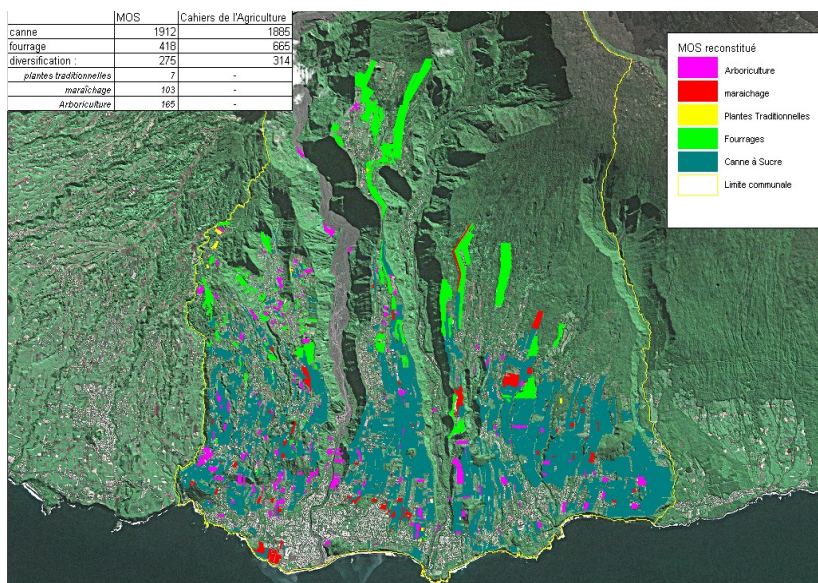 MOS Cahiers de l'Agriculture
canne 1912 1885
fourrage 418 665
diversification : 275 314
plantes traditionnelles 7 -
maraîchage 103 -
Arboriculture 165 -
MOS reconstitué
Arboriculture
maraichage
Plantes Traditionnelles
Fourrages
Canne à Sucre
Limite communale